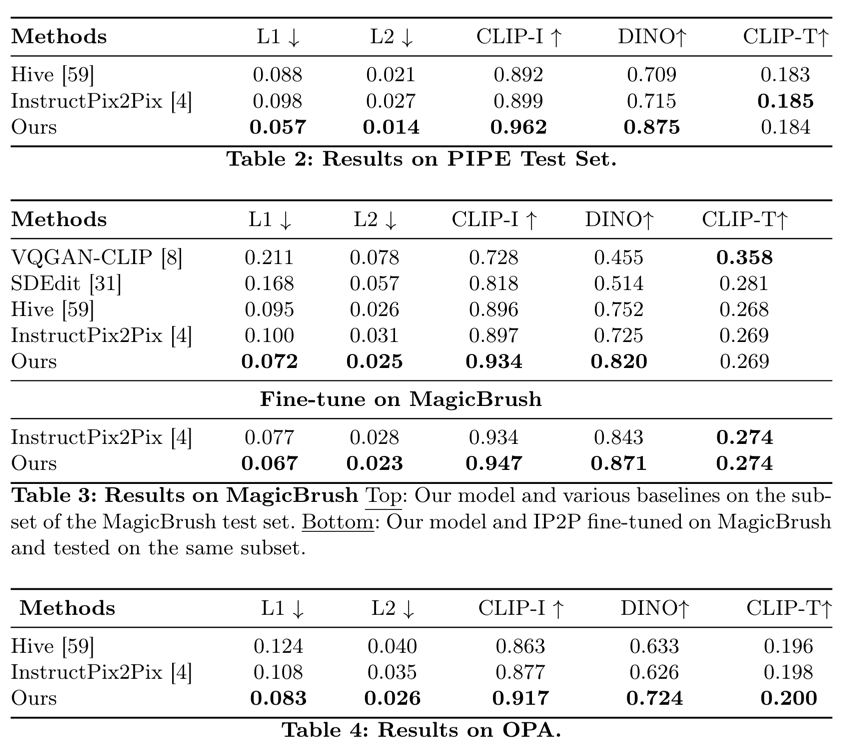 Methods L1 ↓ L2 ↓ CLIP-I ↑ DINO↑ CLIP-T↑
Hive [59] 0.088 0.021 0.892 0.709 0.183
InstructPix2Pix [4] 0.098 0.027 0.899 0.715 0.185
Ours 0.057 0.014 0.962 0.875 0.184
Table 2: Results on PIPE Test Set.
Methods L1 ↓ L2 ↓ CLIP-I ↑ DINO↑ CLIP-T↑
VQGAN-CLIP [8] 0.211 0.078 0.728 0.455 0.358
SDEdit [31] 0.168 0.057 0.818 0.514 0.281
Hive [59] 0.095 0.026 0.896 0.752 0.268
InstructPix2Pix [4] 0.100 0.031 0.897 0.725 0.269
Ours 0.072 0.025 0.934 0.820 0.269
Fine-tune on MagicBrush
InstructPix2Pix [4] 0.077 0.028 0.934 0.843 0.274
Ours 0.067 0.023 0.947 0.871 0.274
Table 3: Results on MagicBrush Top: Our model and various baselines on the sub-
set of the MagicBrush test set. Bottom: Our model and IP2P fine-tuned on MagicBrush
and tested on the same subset.
Methods L1 ↓ L2 ↓ CLIP-I ↑ DINO↑ CLIP-T↑
Hive [59] 0.124 0.040 0.863 0.633 0.196
InstructPix2Pix [4] 0.108 0.035 0.877 0.626 0.198
Ours 0.083 0.026 0.917 0.724 0.200
Table 4: Results on OPA.